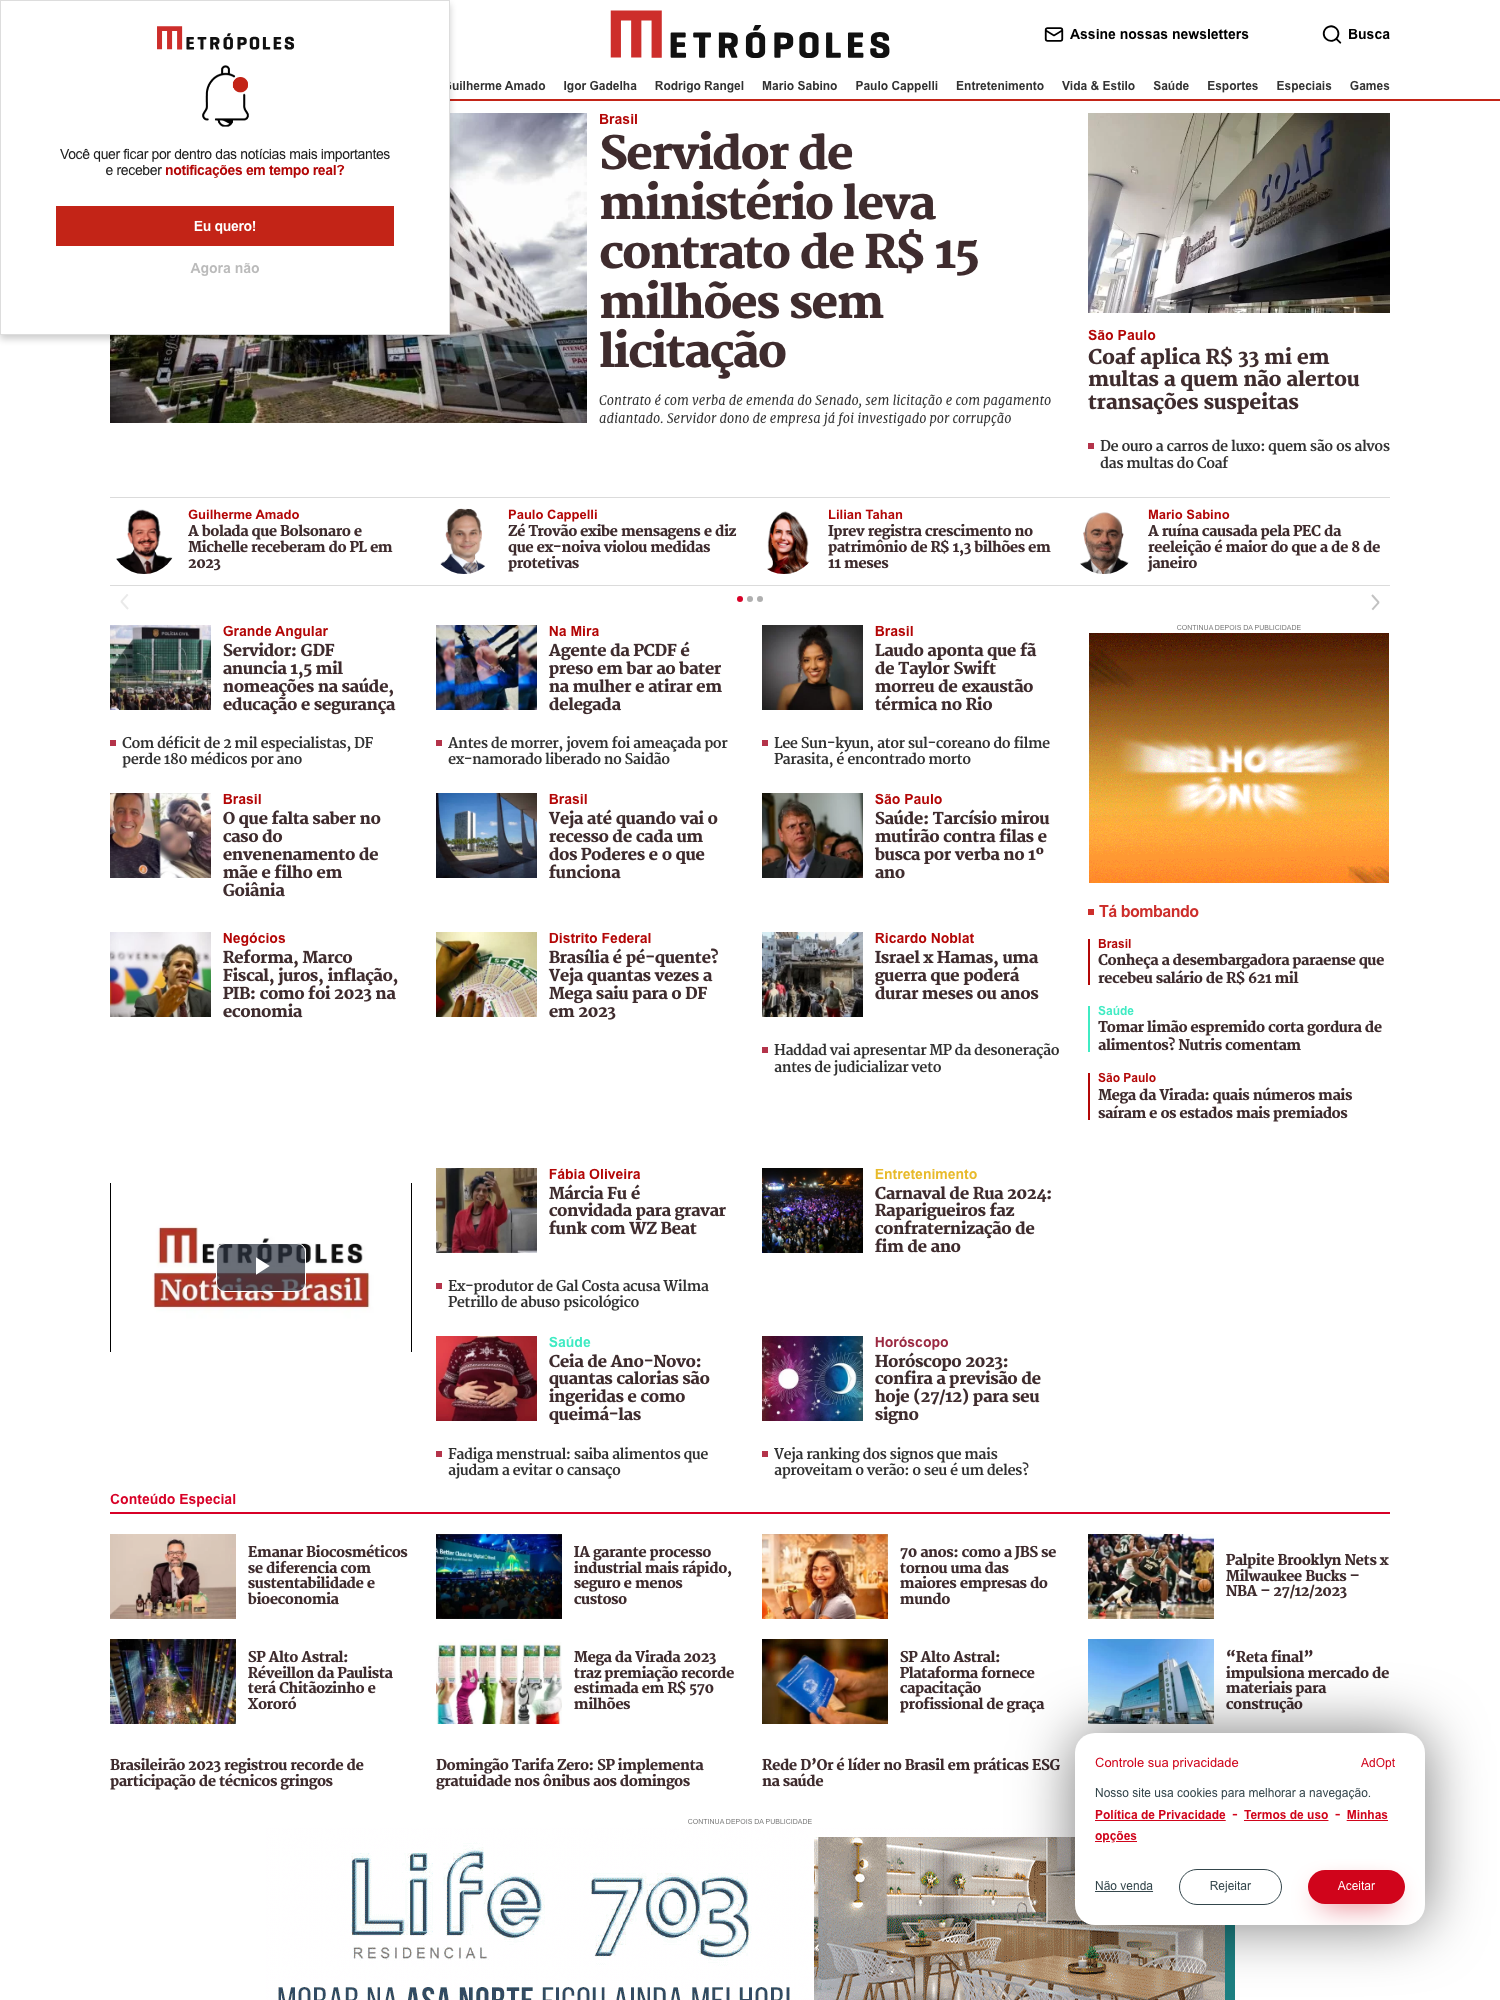 METRÓPOLES
Você quer ficar por dentro das notícias mais importantes
e receber notificações em tempo real?
Eu quero!
Agora não
METRÓPOLES
Assine nossas newsletters
Busca
Guilherme Amado
Igor Gadelha
Rodrigo Rangel
Mario Sabino
Paulo Cappelli
Entretenimento
Vida & Estilo
Saúde
Esportes
Especiais
Games
Brasil
Servidor de
ministério leva
contrato de R$ 15
milhões sem
licitação
Contrato é com verba de emenda do Senado, sem licitação e com pagamento
adiantado. Servidor dono de empresa já foi investigado por corrupção
COAF
São Paulo
Coaf aplica R$ 33 mi em
multas a quem não alertou
transações suspeitas
De ouro a carros de luxo: quem são os alvos
das multas do Coaf
Guilherme Amado
A bolada que Bolsonaro e
Michelle receberam do PL em
2023
Paulo Cappelli
Zé Trovão exibe mensagens e diz
que ex-noiva violou medidas
protetivas
Lilian Tahan
Iprev registra crescimento no
patrimônio de R$ 1,3 bilhões em
11 meses
Mario Sabino
A ruína causada pela PEC da
reeleição é maior do que a de 8 de
janeiro
Grande Angular
Servidor: GDF
anuncia 1,5 mil
nomeações na saúde,
educação e segurança
Com déficit de 2 mil especialistas, DF
perde 180 médicos por ano
Na Mira
Agente da PCDF é
preso em bar ao bater
na mulher e atirar em
delegada
Antes de morrer, jovem foi ameaçada por
ex-namorado liberado no Saidão
Brasil
Laudo aponta que fã
de Taylor Swift
morreu de exaustão
térmica no Rio
Lee Sun-kyun, ator sul-coreano do filme
Parasita, é encontrado morto
CONTINUA DEPOIS DA PUBLICIDADE
BÔNUS
Brasil
O que falta saber no
caso do
envenenamento de
mãe e filho em
Goiânia
Brasil
Veja até quando vai o
recesso de cada um
dos Poderes e o que
funciona
São Paulo
Saúde: Tarcísio mirou
mutirão contra filas e
busca por verba no 1º
ano
Tá bombando
Brasil
Conheça a desembargadora paraense que
recebeu salário de R$ 621 mil
Saúde
Tomar limão espremido corta gordura de
alimentos? Nutris comentam
São Paulo
Mega da Virada: quais números mais
saíram e os estados mais premiados
Negócios
Reforma, Marco
Fiscal, juros, inflação,
PIB: como foi 2023 na
economia
Distrito Federal
Brasília é pé-quente?
Veja quantas vezes a
Mega saiu para o DF
em 2023
Ricardo Noblat
Israel x Hamas, uma
guerra que poderá
durar meses ou anos
Haddad vai apresentar MP da desoneração
antes de judicializar veto
METRÓPOLES
Notícias Brasil
Fábia Oliveira
Márcia Fu é
convidada para gravar
funk com WZ Beat
Ex-produtor de Gal Costa acusa Wilma
Petrillo de abuso psicológico
Entretenimento
Carnaval de Rua 2024:
Raparigueiros faz
confraternização de
fim de ano
Saúde
Ceia de Ano-Novo:
quantas calorias são
ingeridas e como
queimá-las
Fadiga menstrual: saiba alimentos que
ajudam a evitar o cansaço
Horóscopo
Horóscopo 2023:
confira a previsão de
hoje (27/12) para seu
signo
Veja ranking dos signos que mais
aproveitam o verão: o seu é um deles?
Conteúdo Especial
Emanar Biocosméticos
se diferencia com
sustentabilidade e
bioeconomia
IA garante processo
industrial mais rápido,
seguro e menos
custoso
70 anos: como a JBS se
tornou uma das
maiores empresas do
mundo
Palpite Brooklyn Nets x
Milwaukee Bucks –
NBA – 27/12/2023
SP Alto Astral:
Réveillon da Paulista
terá Chitãozinho e
Xororó
Mega da Virada 2023
traz premiação recorde
estimada em R$ 570
milhões
SP Alto Astral:
Plataforma fornece
capacitação
profissional de graça
“Reta final”
impulsiona mercado de
materiais para
construção
Brasileirão 2023 registrou recorde de
participação de técnicos gringos
Domingão Tarifa Zero: SP implementa
gratuidade nos ônibus aos domingos
Rede D’Or é líder no Brasil em práticas ESG
na saúde
Controle sua privacidade
AdOpt
Nosso site usa cookies para melhorar a navegação.
Política de Privacidade - Termos de uso - Minhas
opções
Não venda
Rejeitar
Aceitar
CONTINUA DEPOIS DA PUBLICIDADE
Life 703
RESIDENCIAL
MORAR NA ASA NORTE FICOU AINDA MELHOR!